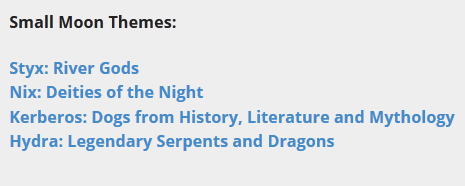 Small Moon Themes:
Styx: River Gods
Nix: Deities of the Night
Kerberos: Dogs from History, Literature and Mythology
Hydra: Legendary Serpents and Dragons